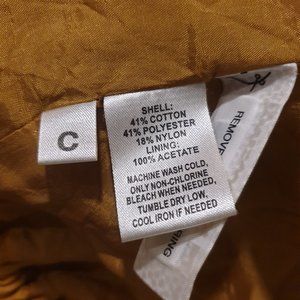 C
SHELL:
41% COTTON
41% POLYESTER
18% NYLON
LINING:
100% ACETATE
MACHINE WASH COLD,
ONLY NON-CHLORINE
BLEACH WHEN NEEDED,
TUMBLE DRY LOW,
COOL IRON IF NEEDED
REMOVE